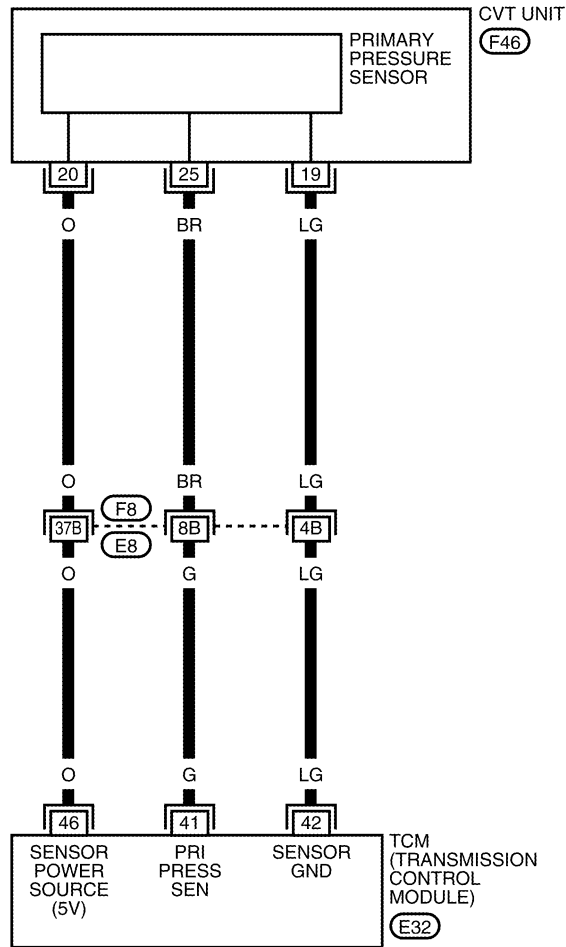 CVT UNIT
F46
PRIMARY
PRESSURE
SENSOR
20 25 19
O BR LG
O BR LG
F8
37B 8B 4B
E8
O G LG
O G LG
46 41 42
SENSOR
POWER
SOURCE
(5V)
PRI
PRESS
SEN
SENSOR
GND
TCM
(TRANSMISSION
CONTROL
MODULE)
E32